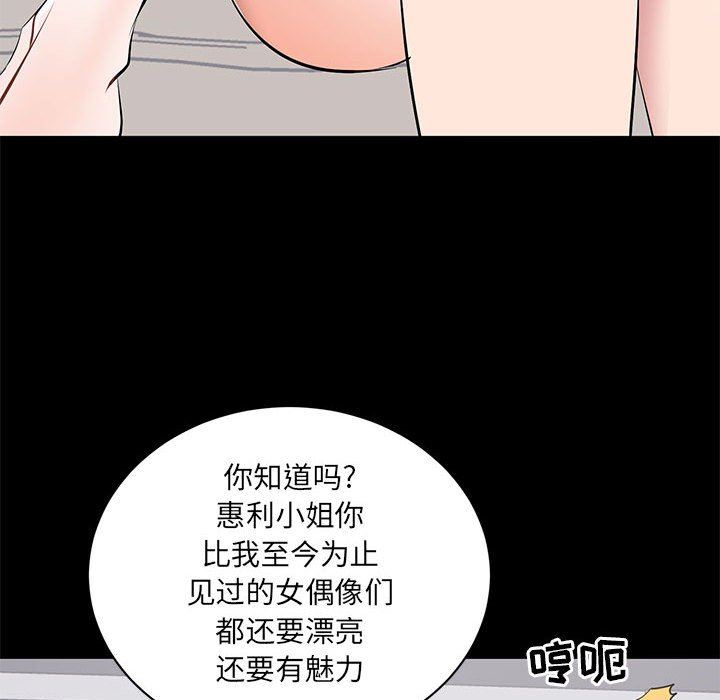 你知道吗?
惠利小姐你
比我至今为止
见过的女偶像们
都还要漂亮
还要有魅力
哼呃